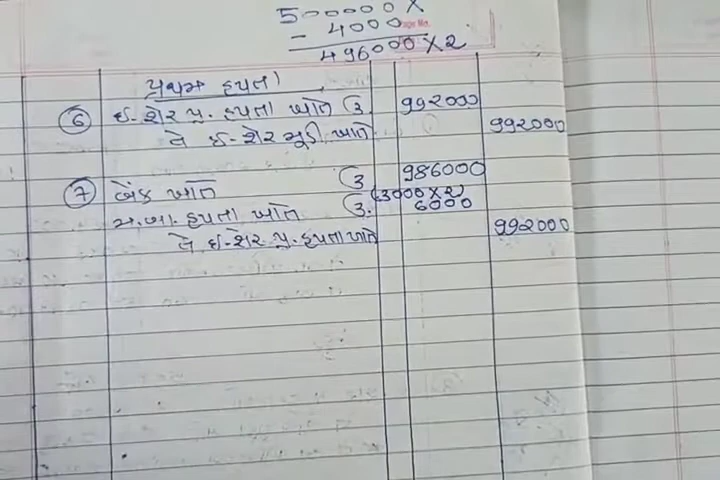 500000 X
- 4000
496000 X 2
પ્રથમ હપતા
⑥ ઈ-શેર પ્ર. હપતા ખાતે ઉ 992000
તે ઈ-શેર મૂડી ખાતે 992000
⑦ બેંક ખાતે ઉ 986000
(3000 X 2)
મ.બા. હપતા ખાતે ઉ. 6000
તે ઈ-શેર પ્ર. હપતા ખાતે 992000